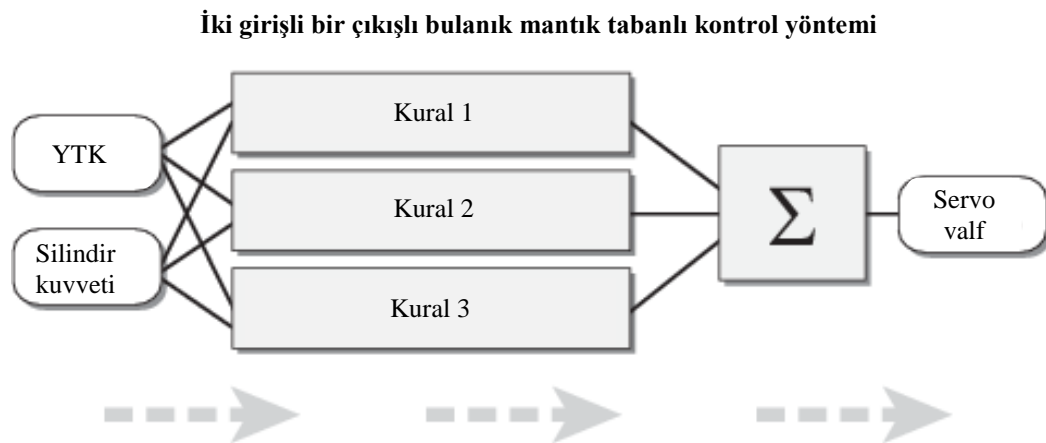 İki girişli bir çıkışlı bulanık mantık tabanlı kontrol yöntemi
YTK
Silindir
kuvveti
Kural 1
Kural 2
Kural 3
Σ
Servo
valf